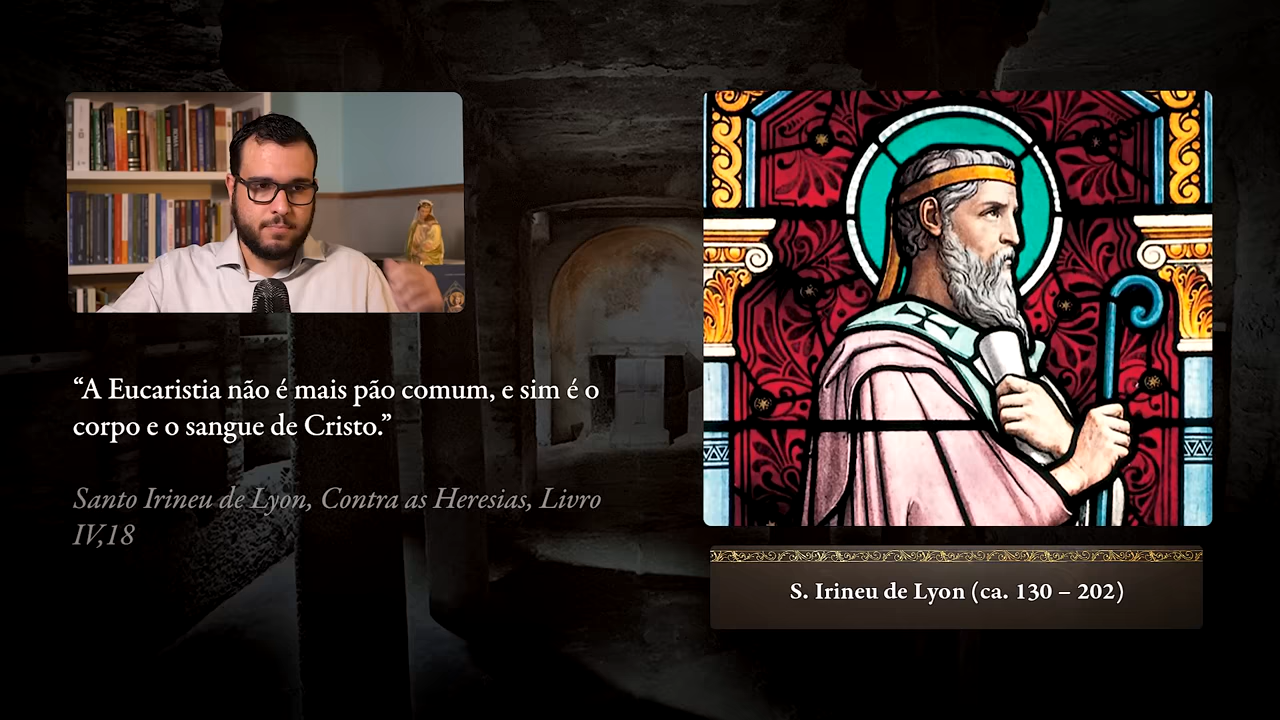 “A Eucaristia não é mais pão comum, e sim é o
corpo e o sangue de Cristo.”
Santo Irineu de Lyon, Contra as Heresias, Livro
IV,18
S. Irineu de Lyon (ca. 130 – 202)